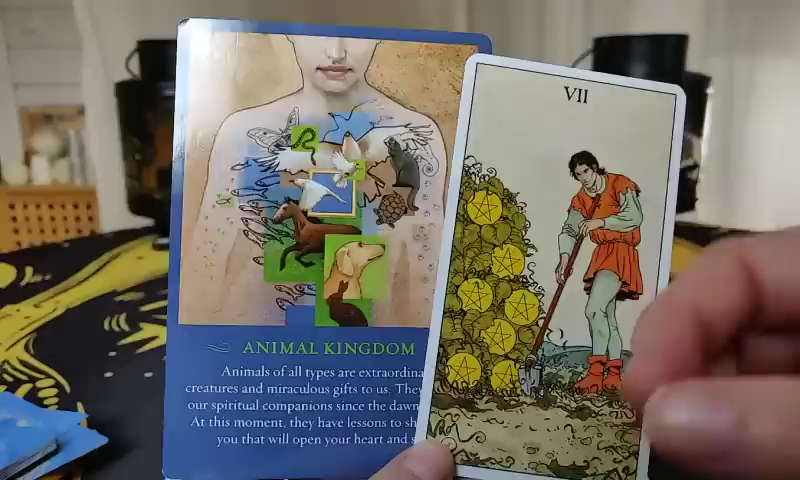 ANIMAL KINGDOM
Animals of all types are extraordina
creatures and miraculous gifts to us. They
our spiritual companions since the dawn
At this moment, they have lessons to sh
you that will open your heart and s
VII